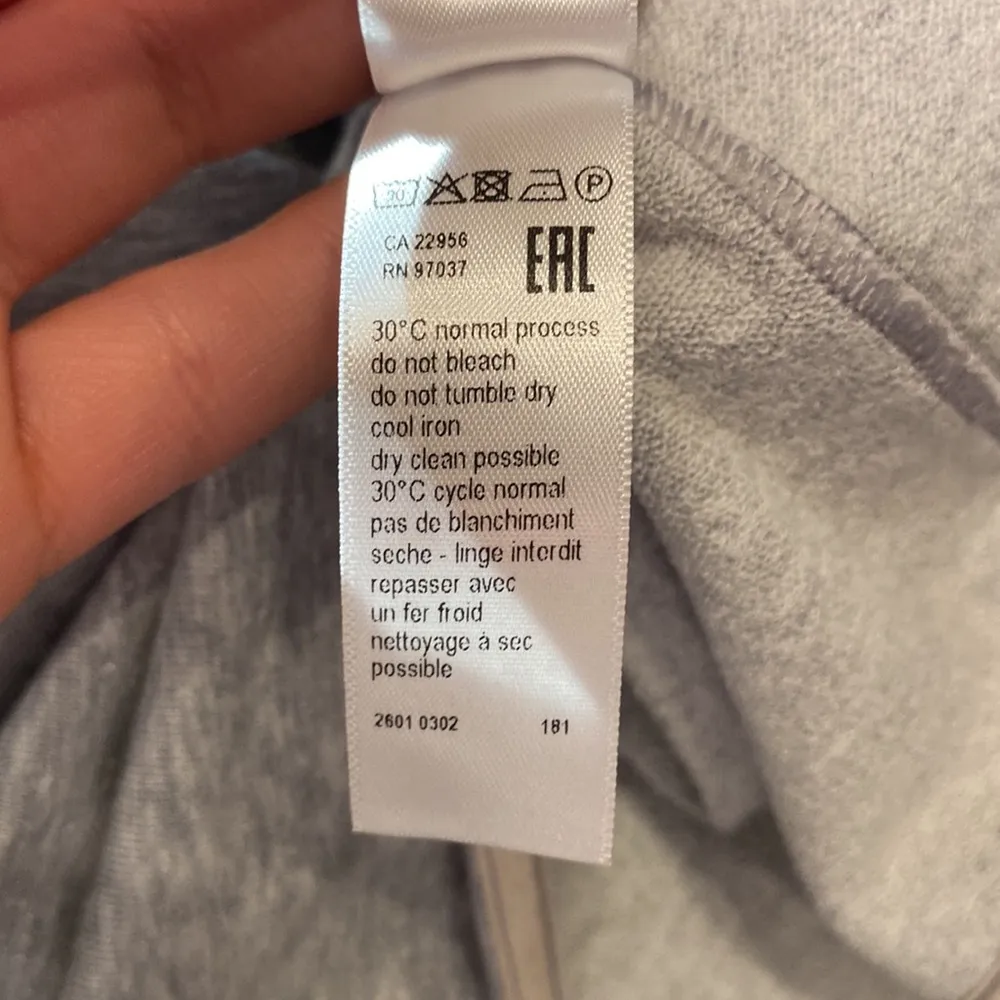 30 P
CA 22956
RN 97037
EAC
30°C normal process
do not bleach
do not tumble dry
cool iron
dry clean possible
30°C cycle normal
pas de blanchiment
seche - linge interdit
repasser avec
un fer froid
nettoyage à sec
possible
2601 0302 181